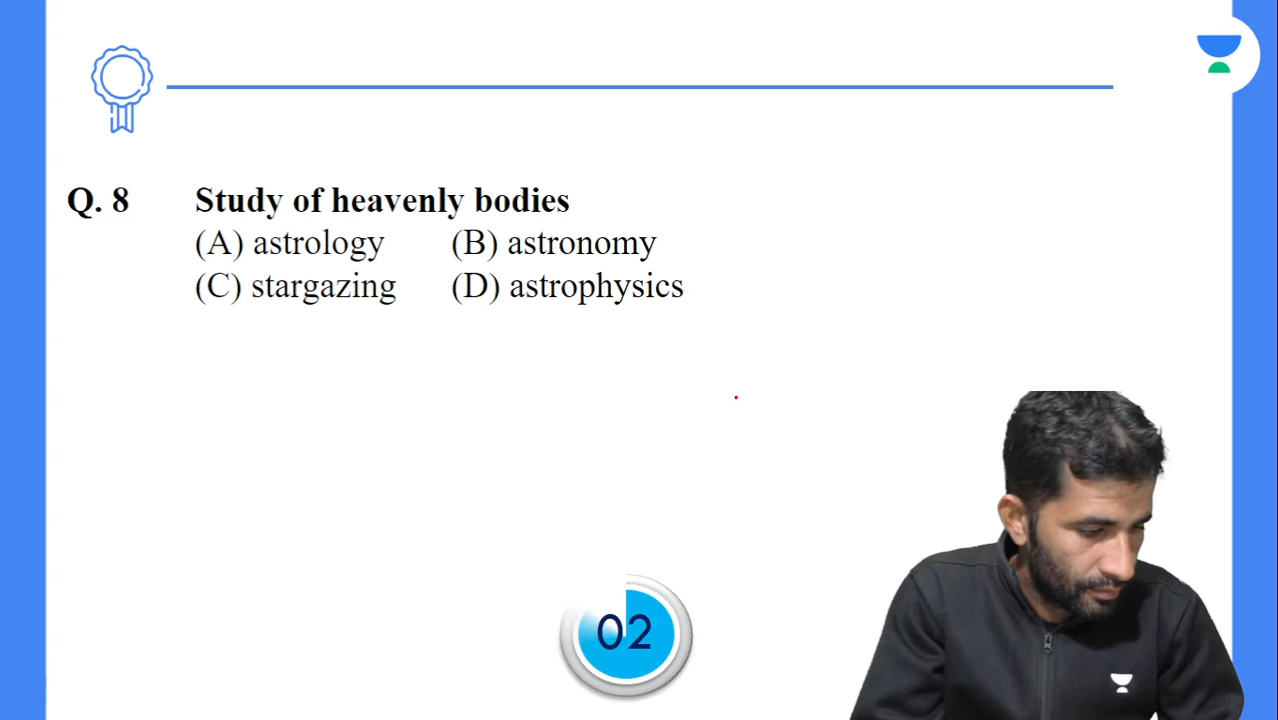 Q. 8 Study of heavenly bodies
(A) astrology (B) astronomy
(C) stargazing (D) astrophysics
02